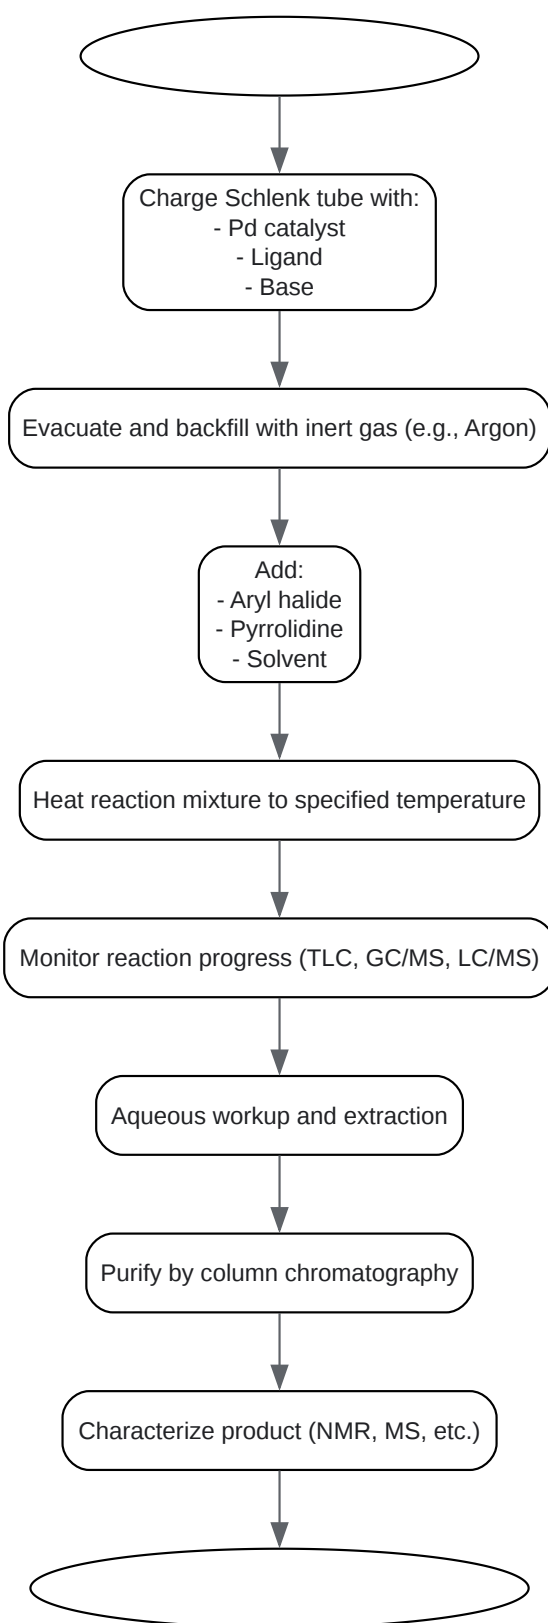 Charge Schlenk tube with:
- Pd catalyst
- Ligand
- Base
Evacuate and backfill with inert gas (e.g., Argon)
Add:
- Aryl halide
- Pyrrolidine
- Solvent
Heat reaction mixture to specified temperature
Monitor reaction progress (TLC, GC/MS, LC/MS)
Aqueous workup and extraction
Purify by column chromatography
Characterize product (NMR, MS, etc.)